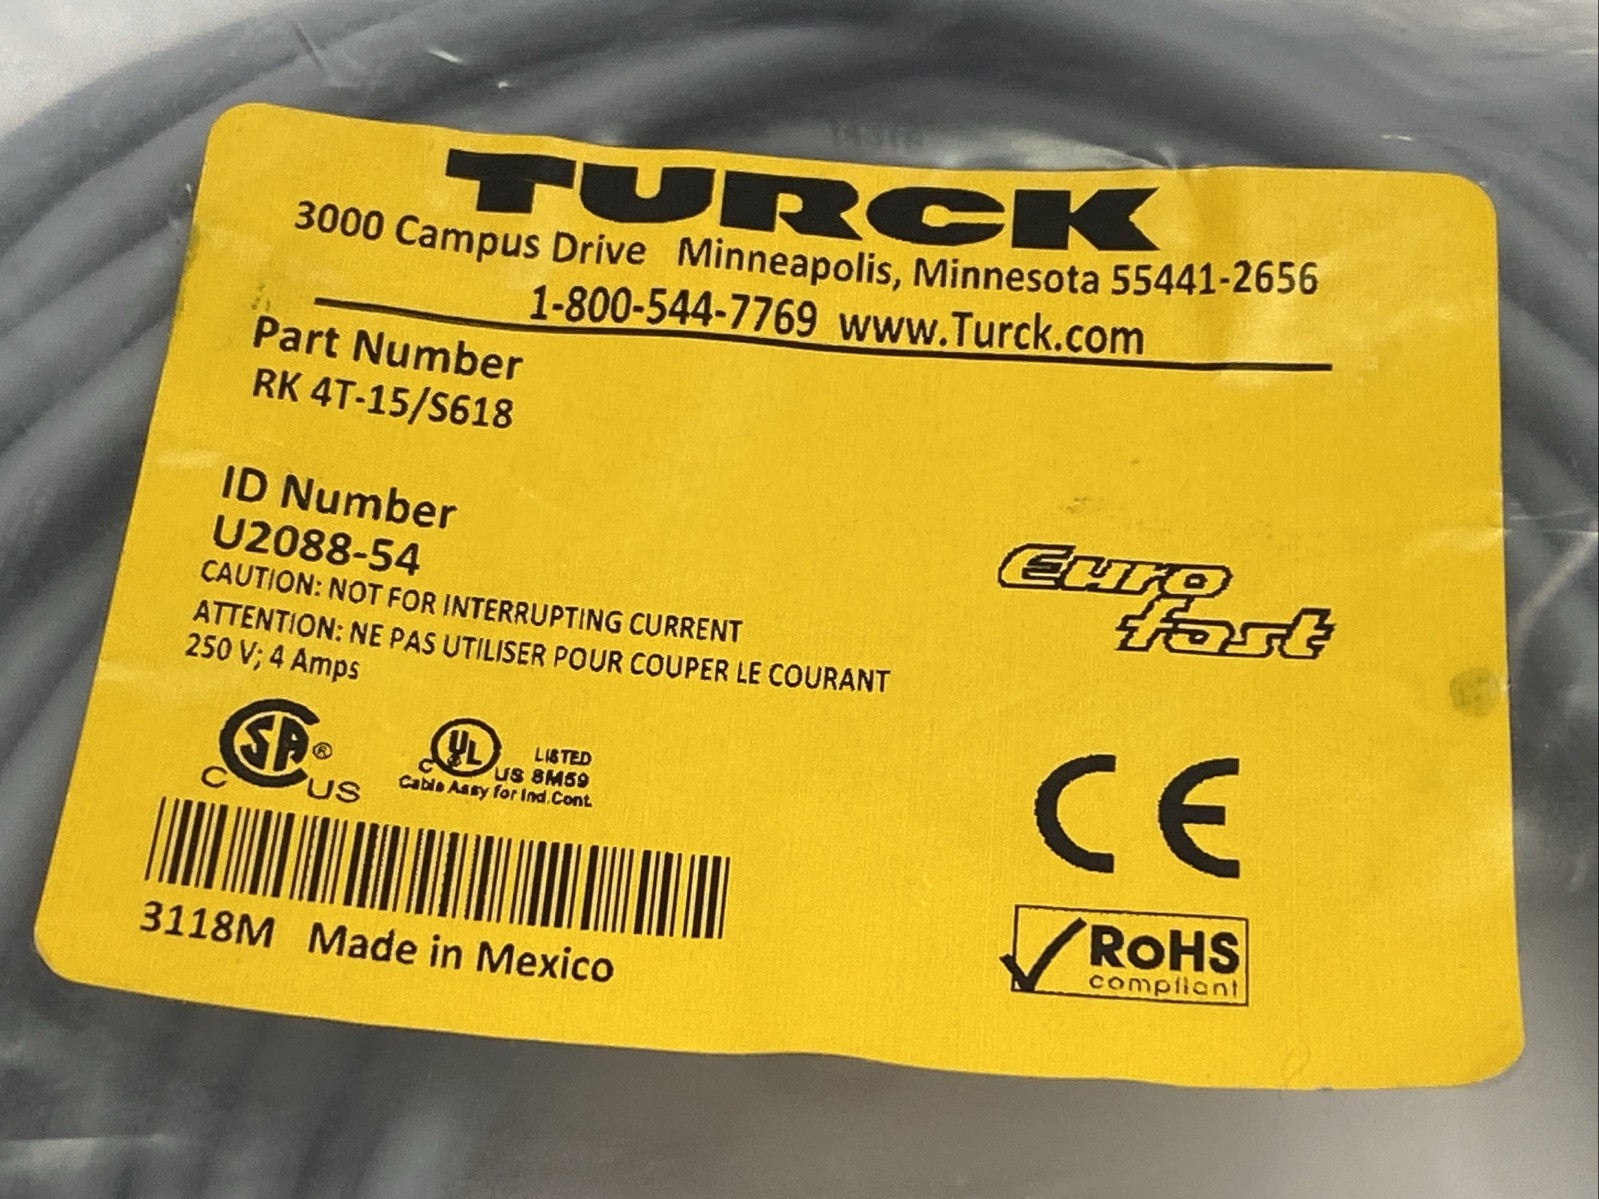 TURCK
3000 Campus Drive Minneapolis, Minnesota 55441-2656
1-800-544-7769 www.Turck.com
Part Number
RK 4T-15/S618
ID Number
U2088-54
CAUTION: NOT FOR INTERRUPTING CURRENT
ATTENTION: NE PAS UTILISER POUR COUPER LE COURANT
250 V; 4 Amps
Euro
fast
SA ®
C US
C UL US LISTED
8M59
Cable Assy for Ind.Cont.
CE
3118M Made in Mexico
RoHS
compliant